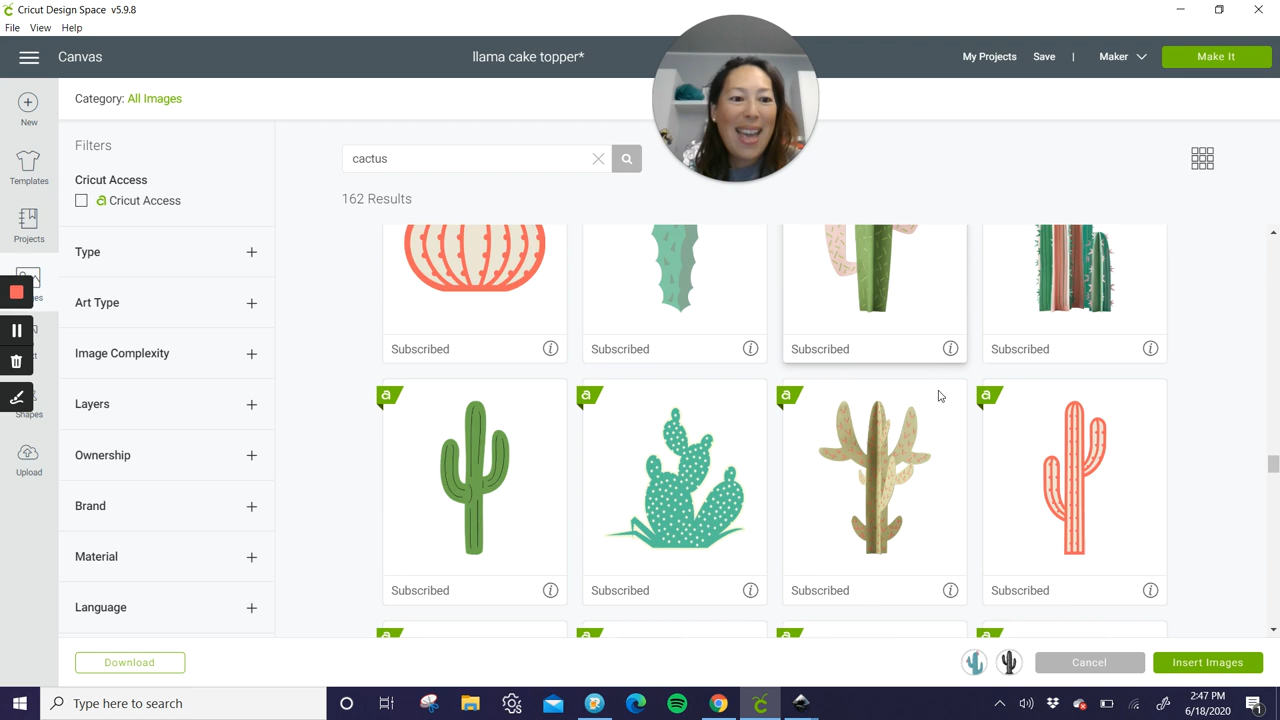 Cricut Design Space v5.9.8
File View Help
Canvas
llama cake topper*
My Projects Save | Maker Make It
Category: All Images
New
Templates
Projects
Shapes
Upload
Filters
Cricut Access
a Cricut Access
Type +
Art Type +
Image Complexity +
Layers +
Ownership +
Brand +
Material +
Language +
cactus
162 Results
Subscribed
Subscribed
Subscribed
Subscribed
a
a
a
a
Subscribed
Subscribed
Subscribed
Subscribed
a
a
a
a
Download
Cancel
Insert Images
Type here to search
2:47 PM
6/18/2020
1